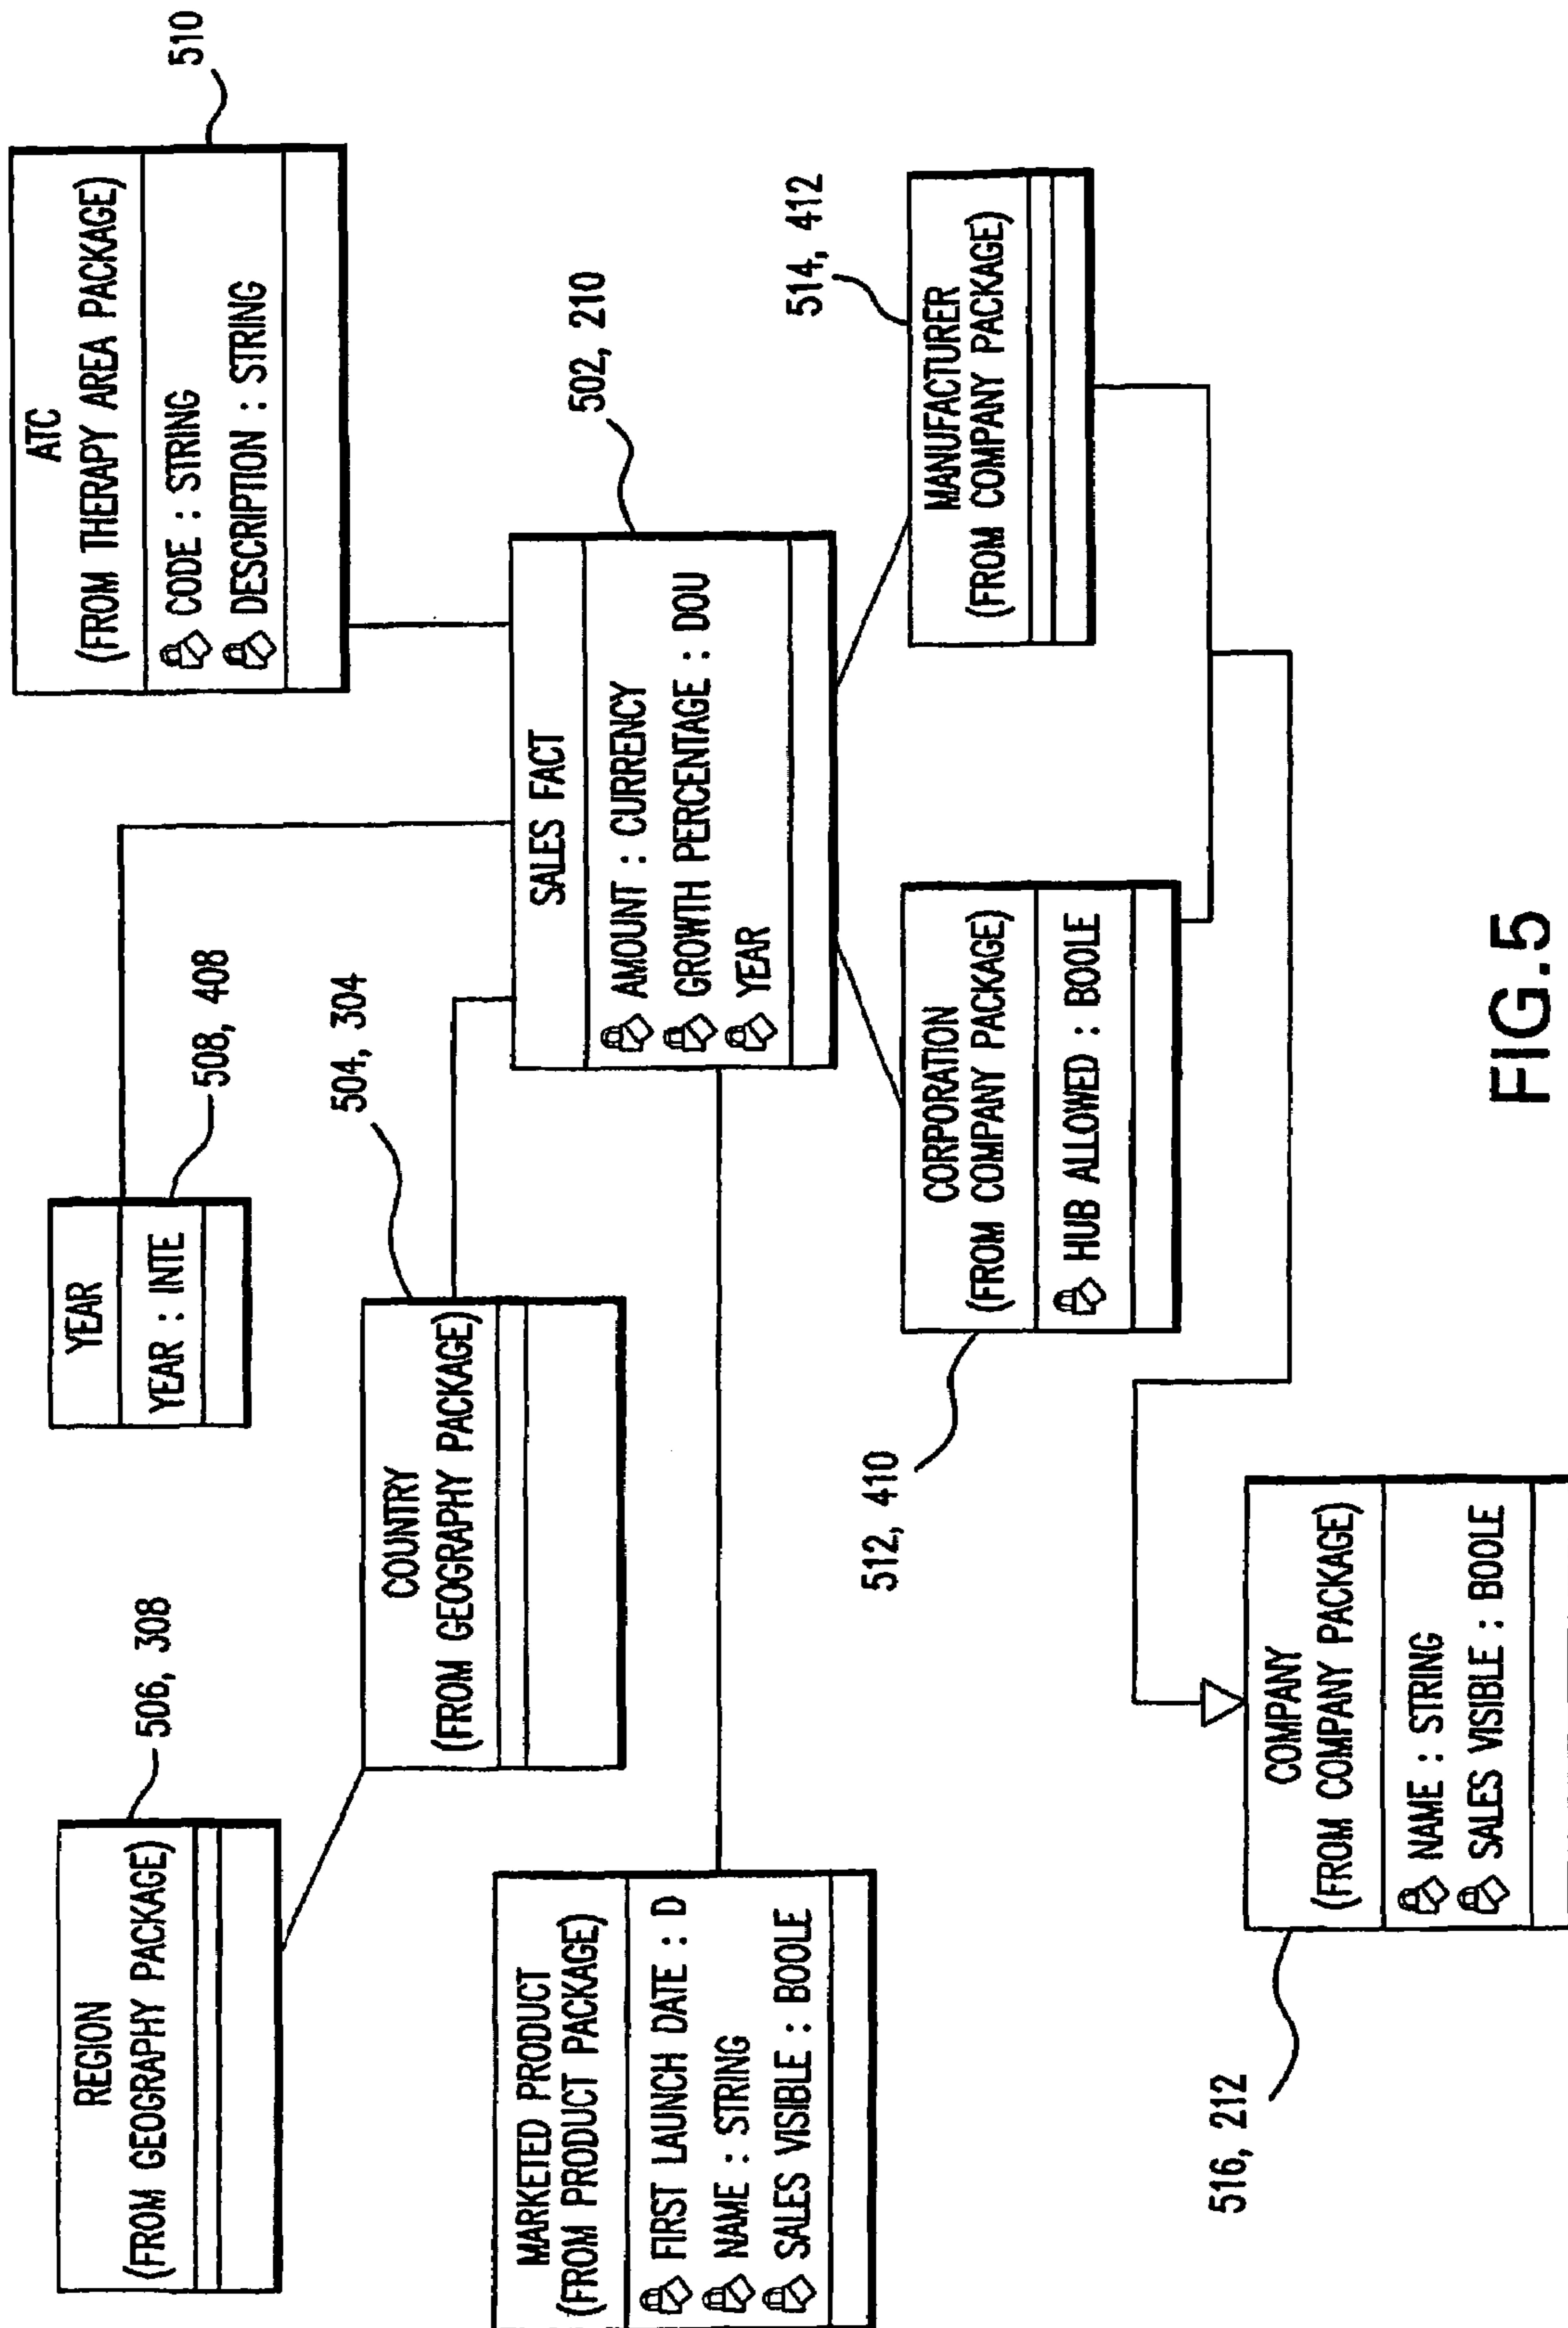 REGION
(FROM GEOGRAPHY PACKAGE)
506, 308
YEAR
YEAR : INTE
508, 408
ATC
(FROM THERAPY AREA PACKAGE)
CODE : STRING
DESCRIPTION : STRING
510
COUNTRY
(FROM GEOGRAPHY PACKAGE)
504, 304
MARKETED PRODUCT
(FROM PRODUCT PACKAGE)
FIRST LAUNCH DATE : D
NAME : STRING
SALES VISIBLE : BOOLE
SALES FACT
AMOUNT : CURRENCY
GROWTH PERCENTAGE : DOU
YEAR
502, 210
CORPORATION
(FROM COMPANY PACKAGE)
HUB ALLOWED : BOOLE
512, 410
MANUFACTURER
(FROM COMPANY PACKAGE)
514, 412
COMPANY
(FROM COMPANY PACKAGE)
NAME : STRING
SALES VISIBLE : BOOLE
516, 212
FIG.5